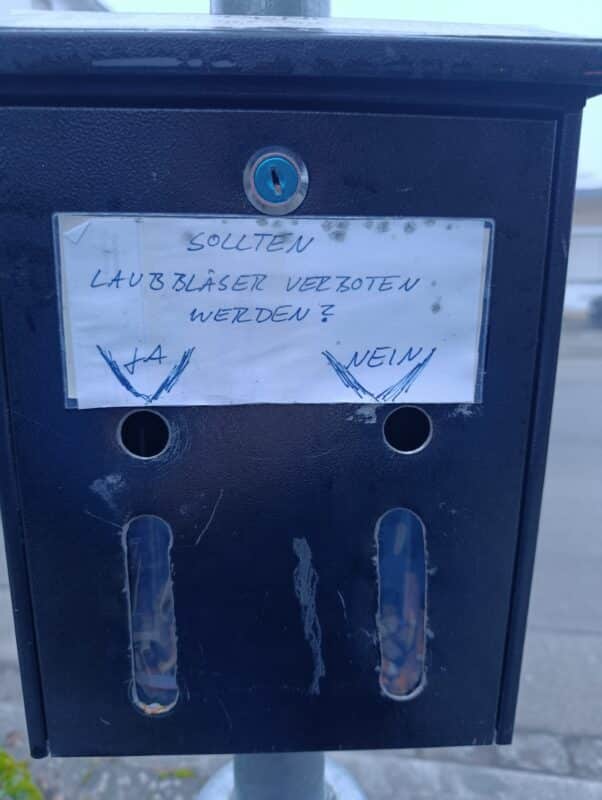 SOLLTEN
LAUBBLÄSER VERBOTEN
WERDEN?
JA NEIN